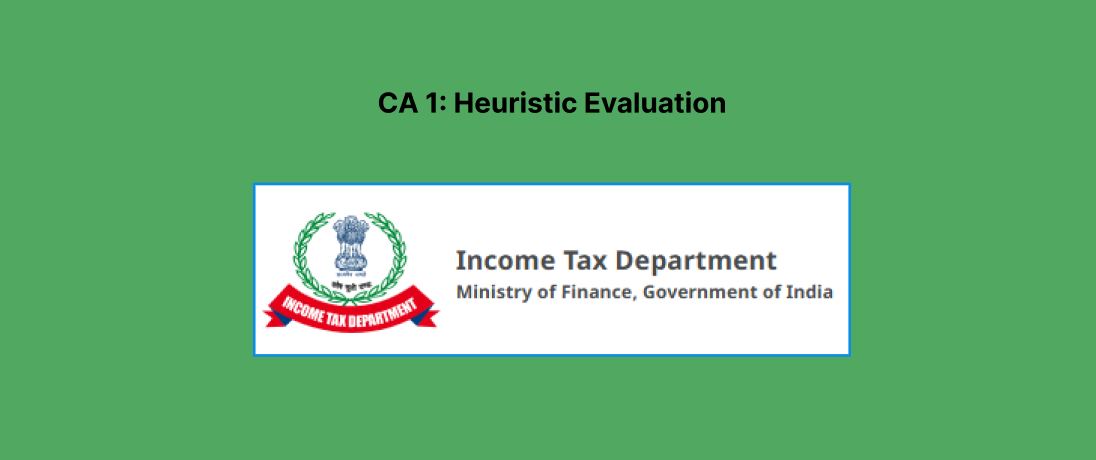 CA 1: Heuristic Evaluation
INCOME TAX DEPARTMENT
Income Tax Department
Ministry of Finance, Government of India